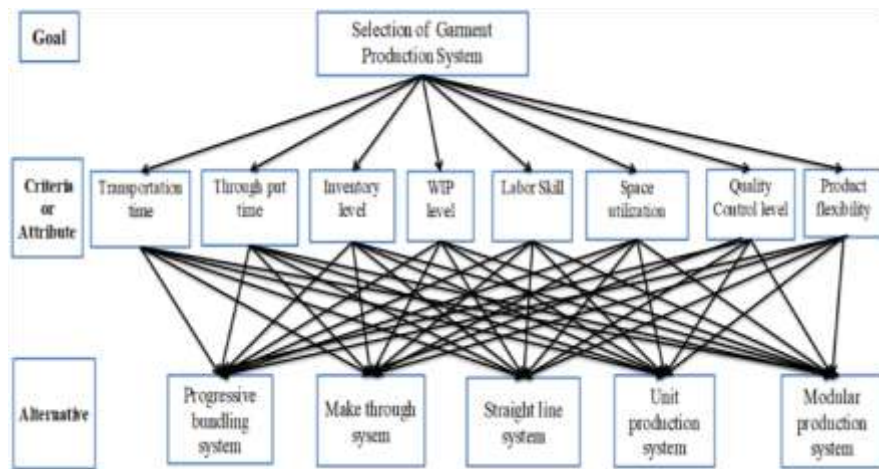 Goal
Selection of Garment
Production System
Criteria
or
Attribute
Transportation
time
Through put
time
Inventory
level
WIP
level
Labor Skill
Space
utilization
Quality
Control level
Product
flexibility
Alternative
Progressive
bundling
system
Make through
sysem
Straight line
system
Unit
production
system
Modular
production
system